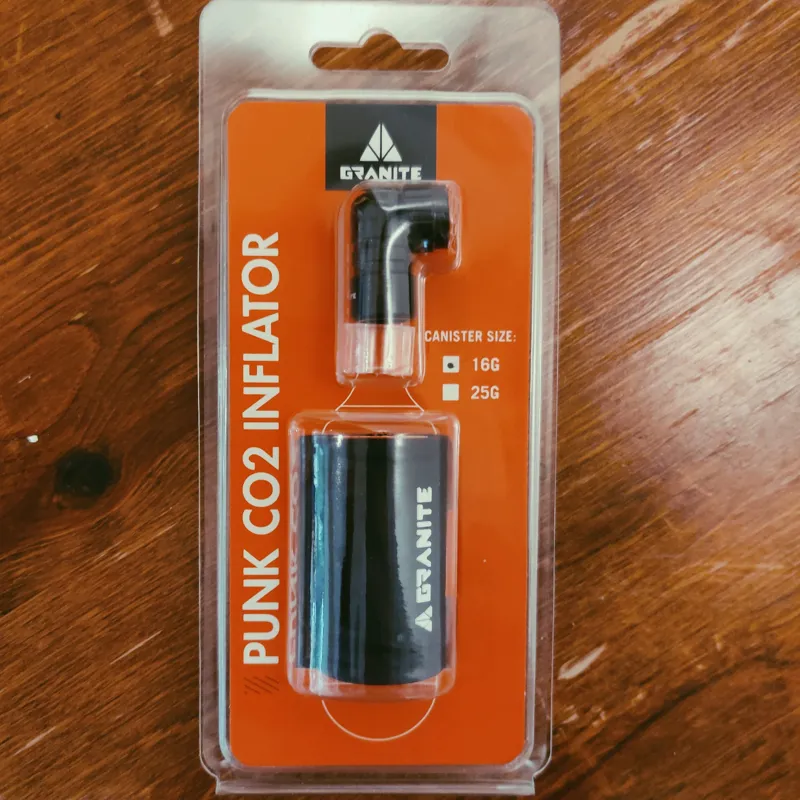 GRANITE
PUNK CO2 INFLATOR
CANISTER SIZE:
16G
25G
GRANITE